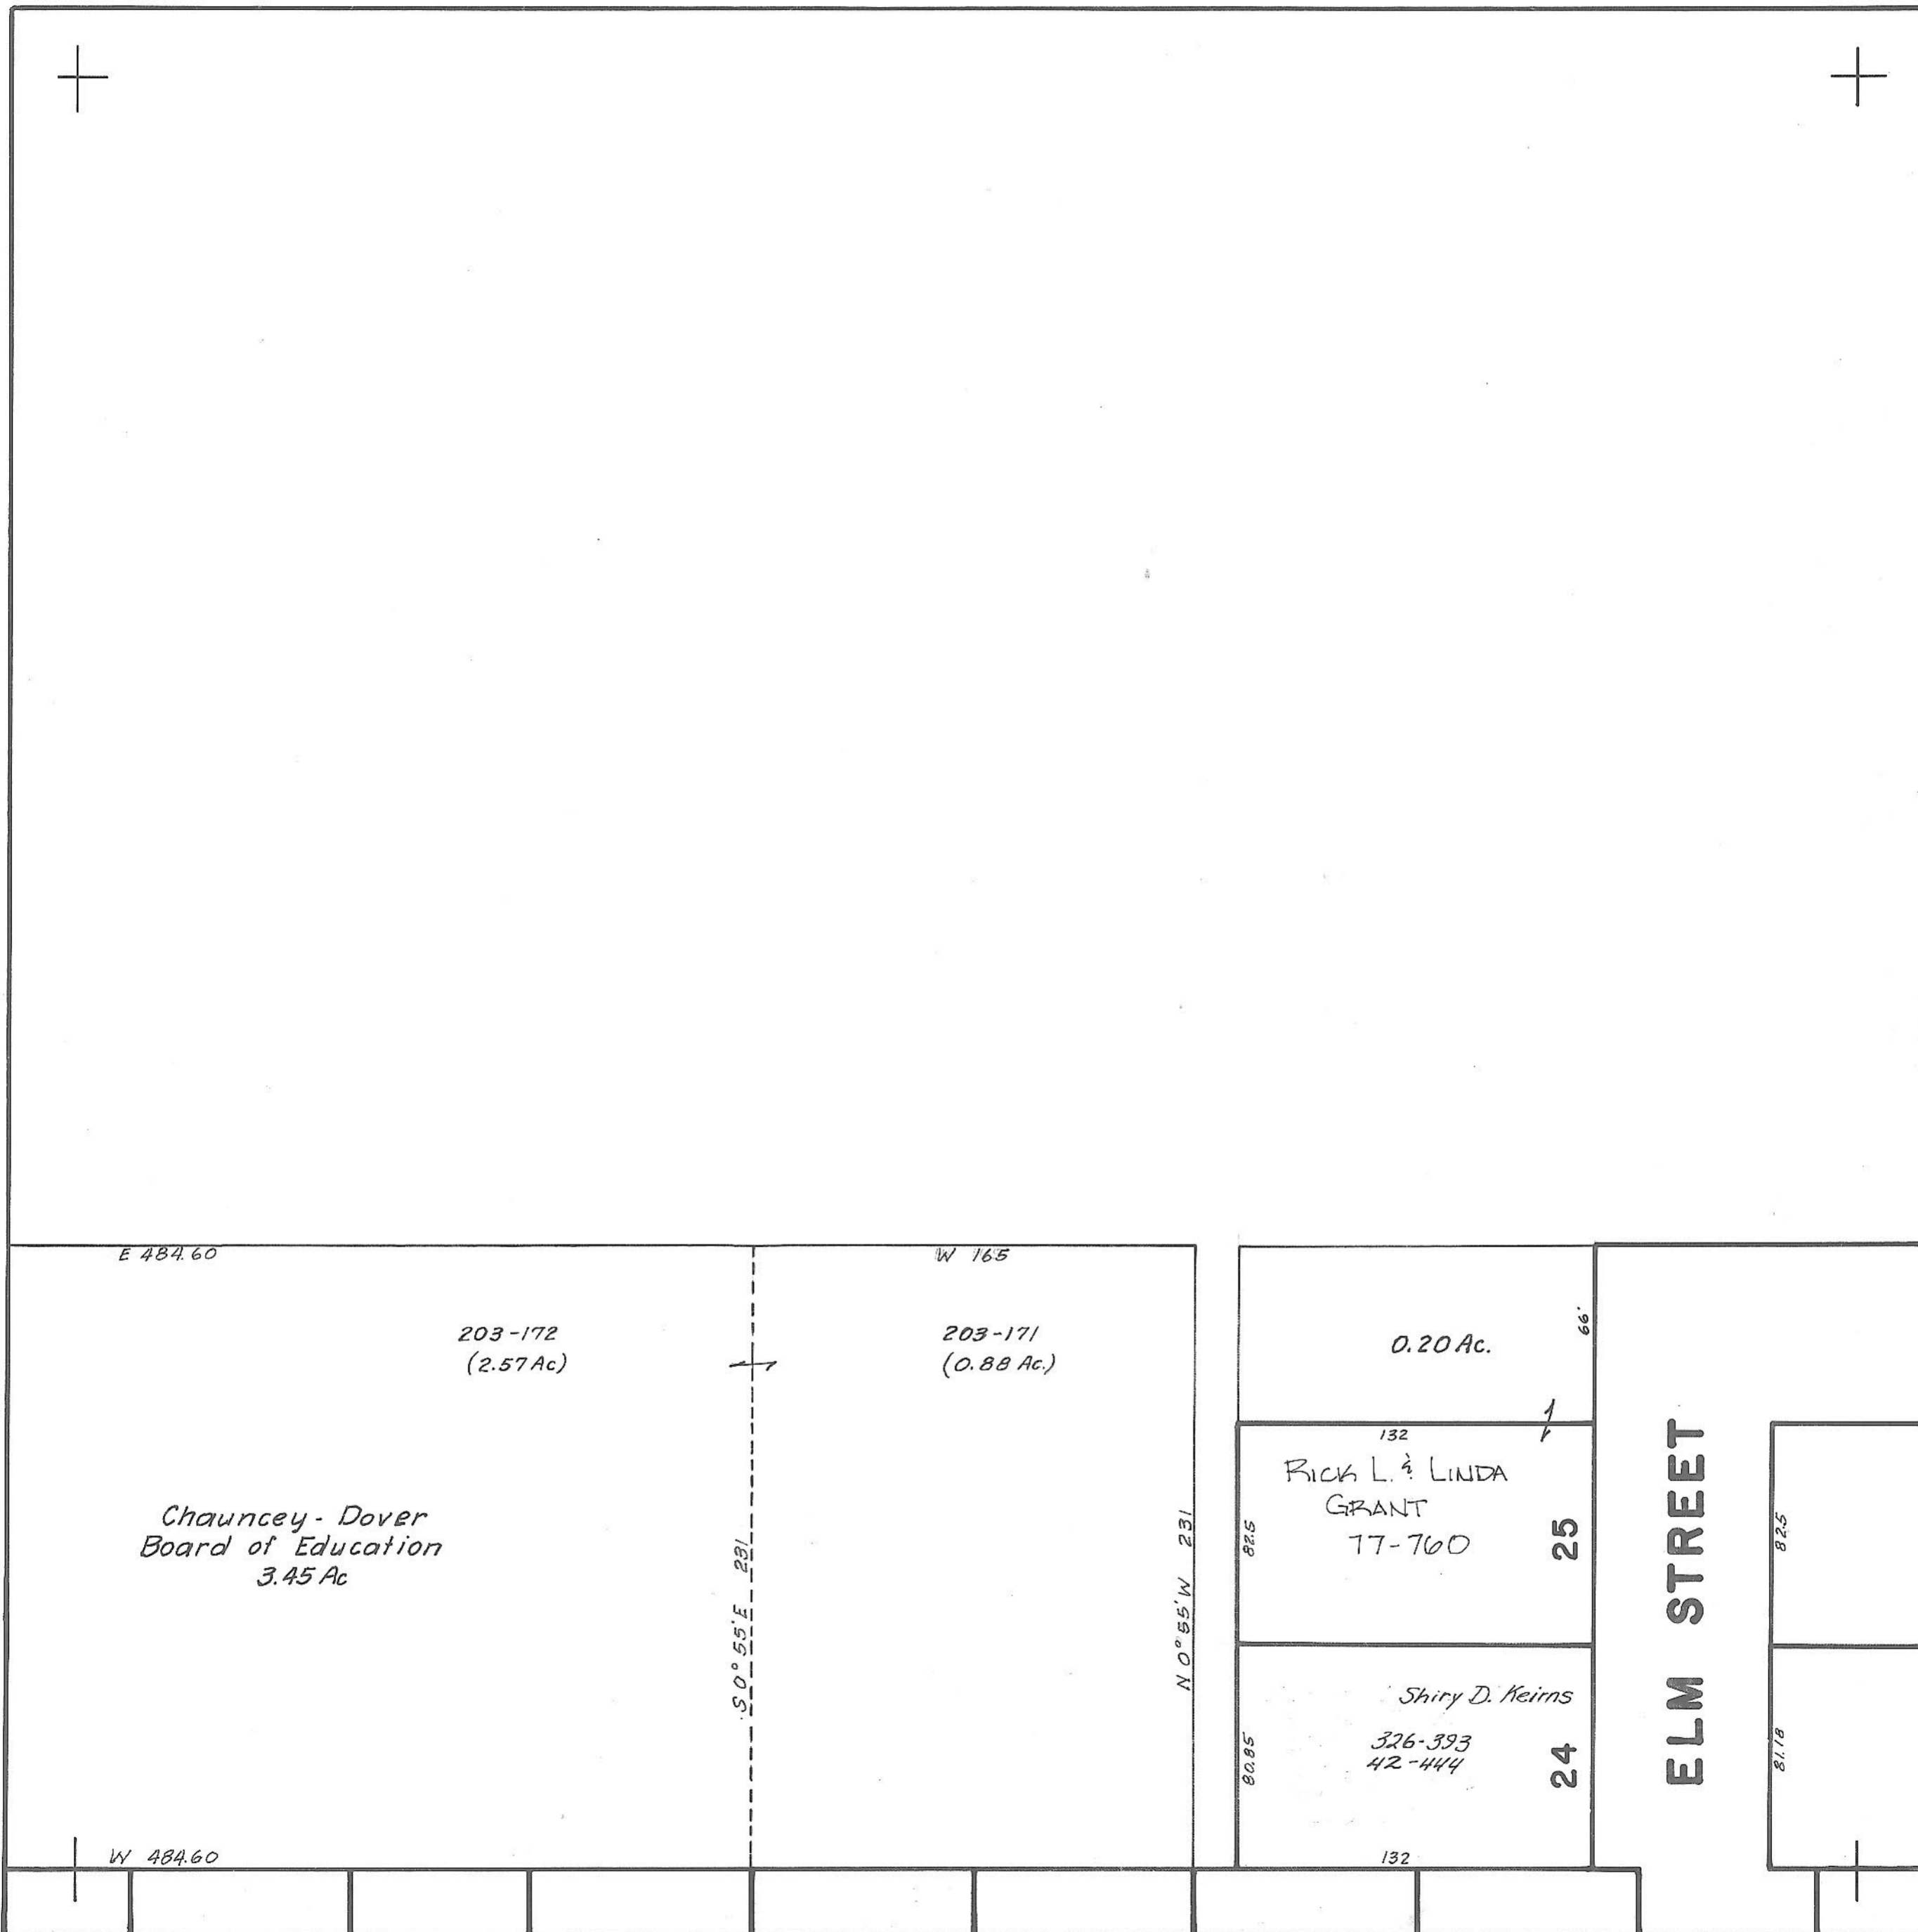 E 484.60
W 165
203-172
(2.57 Ac)
203-171
(0.88 Ac.)
0.20 Ac.
66'
132
RICK L. & LINDA
GRANT
77-760
25
82.5
Chauncey - Dover
Board of Education
3.45 Ac
S 0° 55' E 231
N 0° 55' W 231
ELM STREET
82.5
Shiry D. Keirns
326-393
42-444
24
80.85
81.18
W 484.60
132